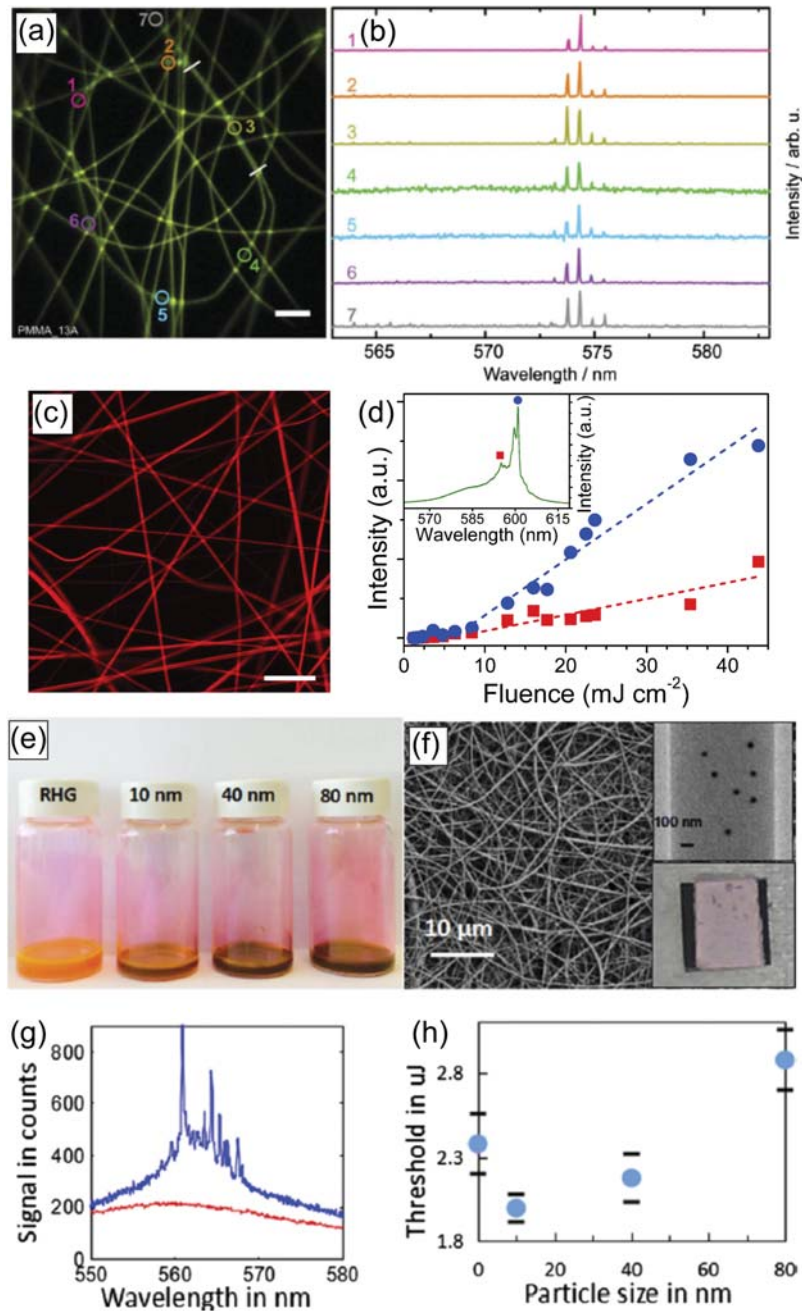 (a)
7
2
1
3
6
4
5
PMMA_13A
(b)
1
2
3
4
5
6
7
565 570 575 580
Wavelength / nm
Intensity / arb. u.
(c)
(d)
Intensity (a.u.)
Intensity (a.u.)
570 585 600 615
Wavelength (nm)
0 10 20 30 40
Fluence (mJ cm-2)
(e)
RHG 10 nm 40 nm 80 nm
(f)
100 nm
10 µm
(g)
Signal in counts
800
600
400
200
0
550 560 570 580
Wavelength in nm
(h)
Threshold in uJ
2.8
2.3
1.8
0 20 40 60 80
Particle size in nm